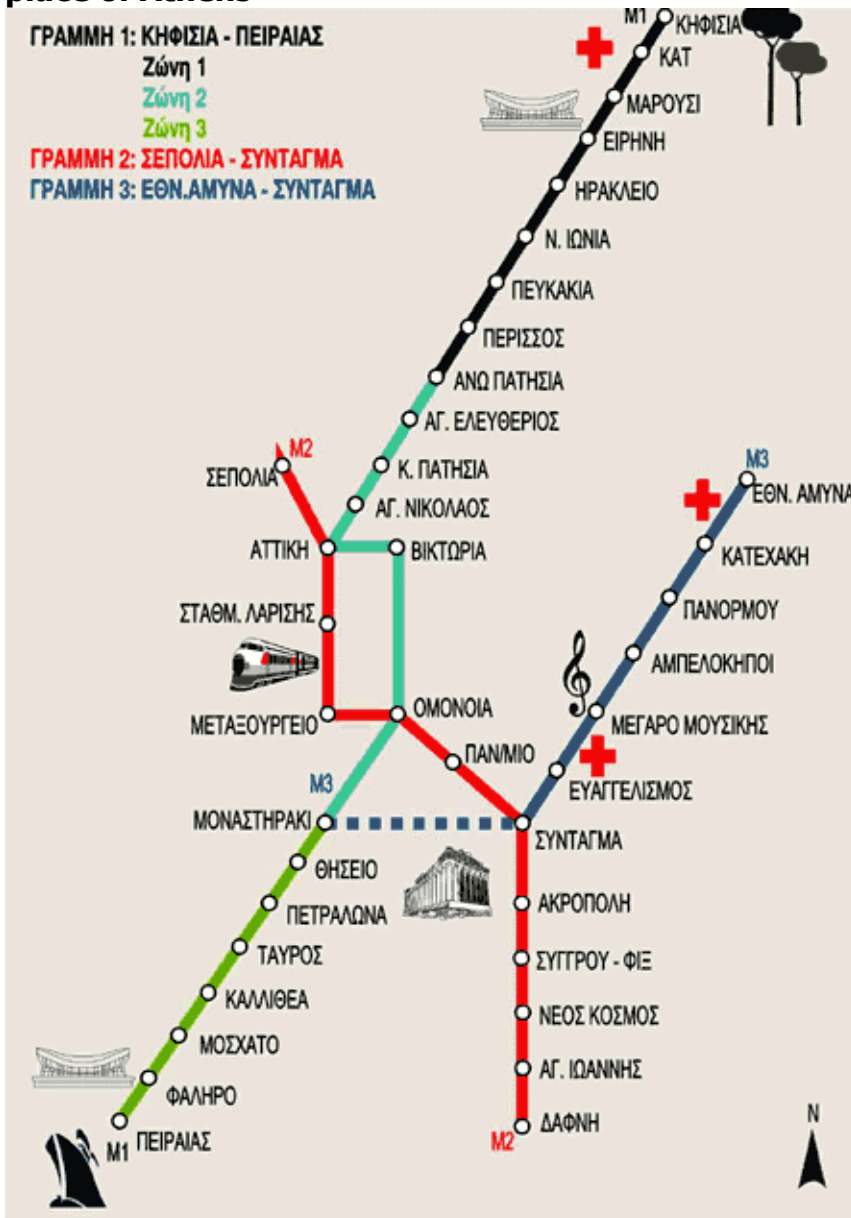 ΓΡΑΜΜΗ 1: ΚΗΦΙΣΙΑ - ΠΕΙΡΑΙΑΣ
Ζώνη 1
Ζώνη 2
Ζώνη 3
ΓΡΑΜΜΗ 2: ΣΕΠΟΛΙΑ - ΣΥΝΤΑΓΜΑ
ΓΡΑΜΜΗ 3: ΕΘΝ.ΑΜΥΝΑ - ΣΥΝΤΑΓΜΑ
M1
ΚΗΦΙΣΙΑ
ΚΑΤ
ΜΑΡΟΥΣΙ
ΕΙΡΗΝΗ
ΗΡΑΚΛΕΙΟ
Ν. ΙΩΝΙΑ
ΠΕΥΚΑΚΙΑ
ΠΕΡΙΣΣΟΣ
ΑΝΩ ΠΑΤΗΣΙΑ
ΑΓ. ΕΛΕΥΘΕΡΙΟΣ
M2
ΣΕΠΟΛΙΑ
Κ. ΠΑΤΗΣΙΑ
M3
ΕΘΝ. ΑΜΥΝΑ
ΑΓ. ΝΙΚΟΛΑΟΣ
ΑΤΤΙΚΗ
ΒΙΚΤΩΡΙΑ
ΚΑΤΕΧΑΚΗ
ΠΑΝΟΡΜΟΥ
ΣΤΑΘΜ. ΛΑΡΙΣΗΣ
ΑΜΠΕΛΟΚΗΠΟΙ
ΜΕΤΑΞΟΥΡΓΕΙΟ
ΟΜΟΝΟΙΑ
ΜΕΓΑΡΟ ΜΟΥΣΙΚΗΣ
ΠΑΝ/ΜΙΟ
M3
ΕΥΑΓΓΕΛΙΣΜΟΣ
ΜΟΝΑΣΤΗΡΑΚΙ
ΣΥΝΤΑΓΜΑ
ΘΗΣΕΙΟ
ΠΕΤΡΑΛΩΝΑ
ΑΚΡΟΠΟΛΗ
ΤΑΥΡΟΣ
ΣΥΓΓΡΟΥ - ΦΙΞ
ΚΑΛΛΙΘΕΑ
ΝΕΟΣ ΚΟΣΜΟΣ
ΜΟΣΧΑΤΟ
ΑΓ. ΙΩΑΝΝΗΣ
ΦΑΛΗΡΟ
ΠΕΙΡΑΙΑΣ
M1
ΔΑΦΝΗ
M2
N